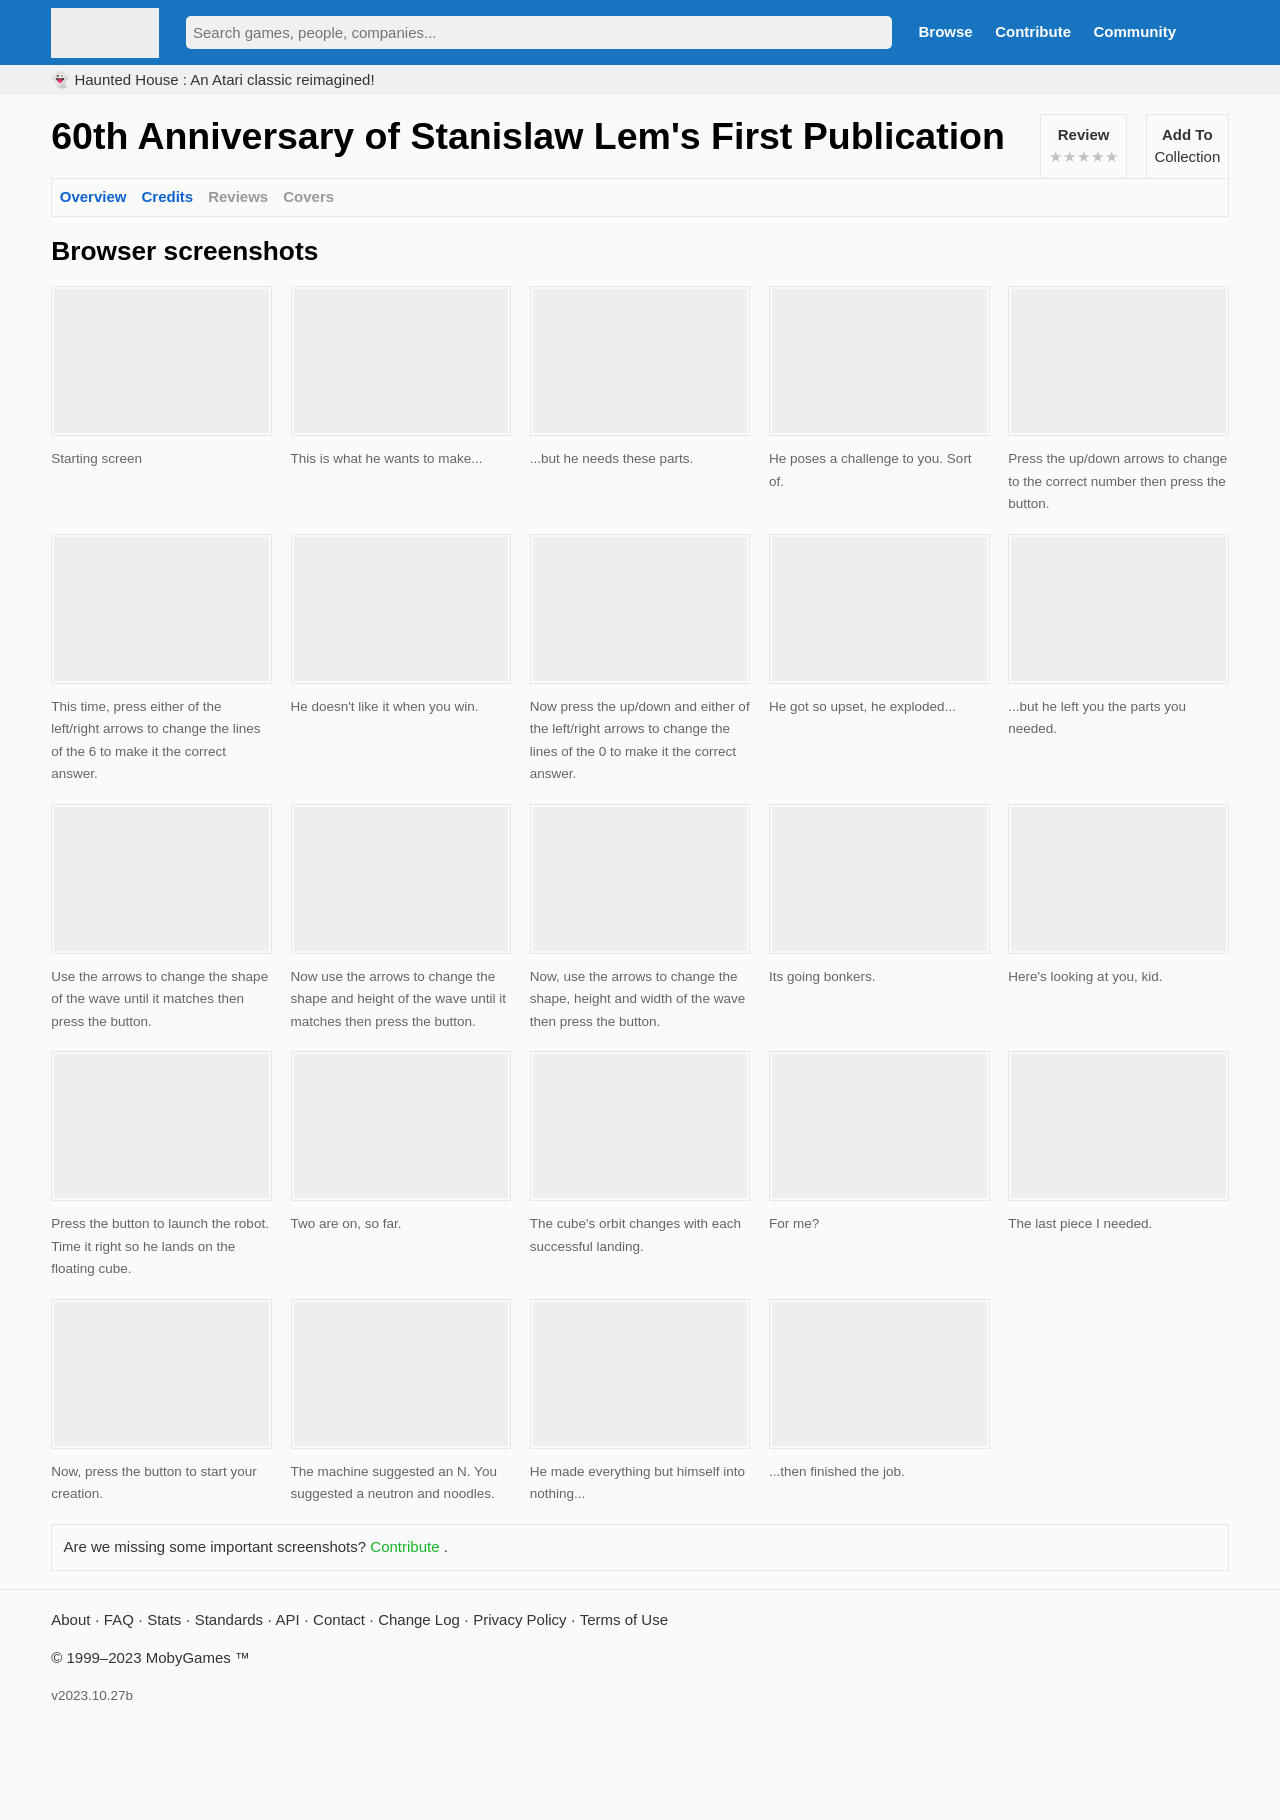 Search games, people, companies...
Browse Contribute Community
👻 Haunted House : An Atari classic reimagined!
60th Anniversary of Stanislaw Lem's First Publication
Review
★★★★★
Add To
Collection
Overview Credits Reviews Covers
Browser screenshots
Starting screen
This is what he wants to make...
...but he needs these parts.
He poses a challenge to you. Sort
of.
Press the up/down arrows to change
to the correct number then press the
button.
This time, press either of the
left/right arrows to change the lines
of the 6 to make it the correct
answer.
He doesn't like it when you win.
Now press the up/down and either of
the left/right arrows to change the
lines of the 0 to make it the correct
answer.
He got so upset, he exploded...
...but he left you the parts you
needed.
Use the arrows to change the shape
of the wave until it matches then
press the button.
Now use the arrows to change the
shape and height of the wave until it
matches then press the button.
Now, use the arrows to change the
shape, height and width of the wave
then press the button.
Its going bonkers.
Here's looking at you, kid.
Press the button to launch the robot.
Time it right so he lands on the
floating cube.
Two are on, so far.
The cube's orbit changes with each
successful landing.
For me?
The last piece I needed.
Now, press the button to start your
creation.
The machine suggested an N. You
suggested a neutron and noodles.
He made everything but himself into
nothing...
...then finished the job.
Are we missing some important screenshots? Contribute .
About · FAQ · Stats · Standards · API · Contact · Change Log · Privacy Policy · Terms of Use
© 1999–2023 MobyGames ™
v2023.10.27b